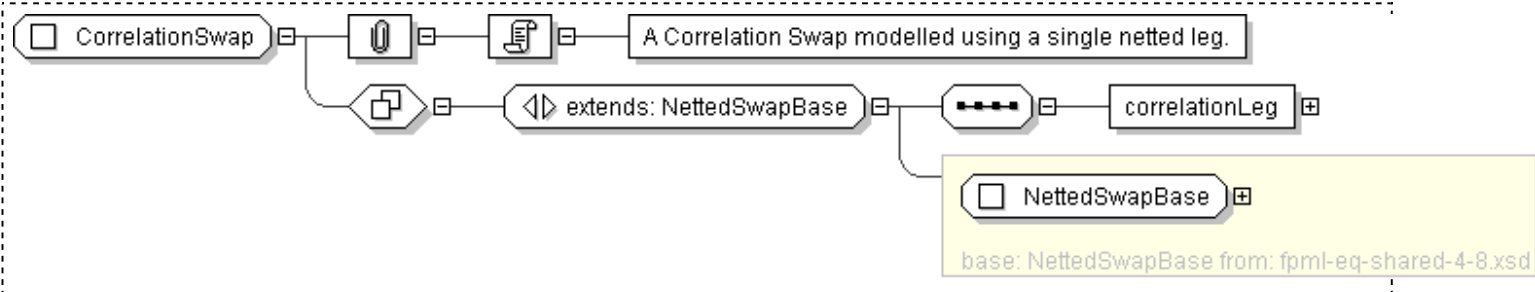 CorrelationSwap
A Correlation Swap modelled using a single netted leg.
extends: NettedSwapBase
correlationLeg
NettedSwapBase
base: NettedSwapBase from: fpml-eq-shared-4-8.xsd